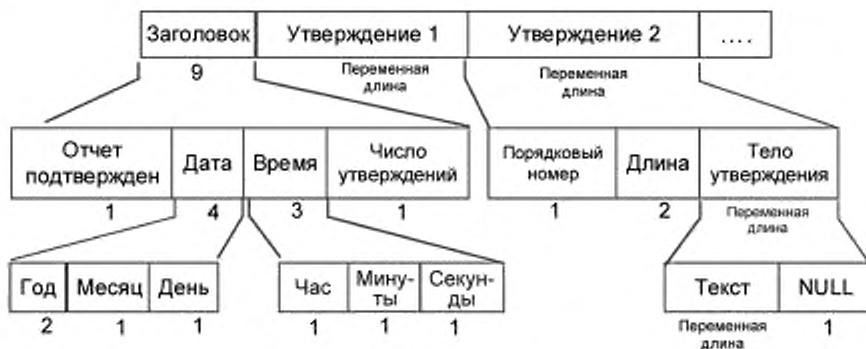 Заголовок Утверждение 1 Утверждение 2 ....
9 Переменная длина Переменная длина
Отчет подтвержден Дата Время Число утверждений Порядковый номер Длина Тело утверждения
1 4 3 1 1 2 Переменная длина
Год Месяц День Час Мину-ты Секун-ды Текст NULL
2 1 1 1 1 1 Переменная длина 1